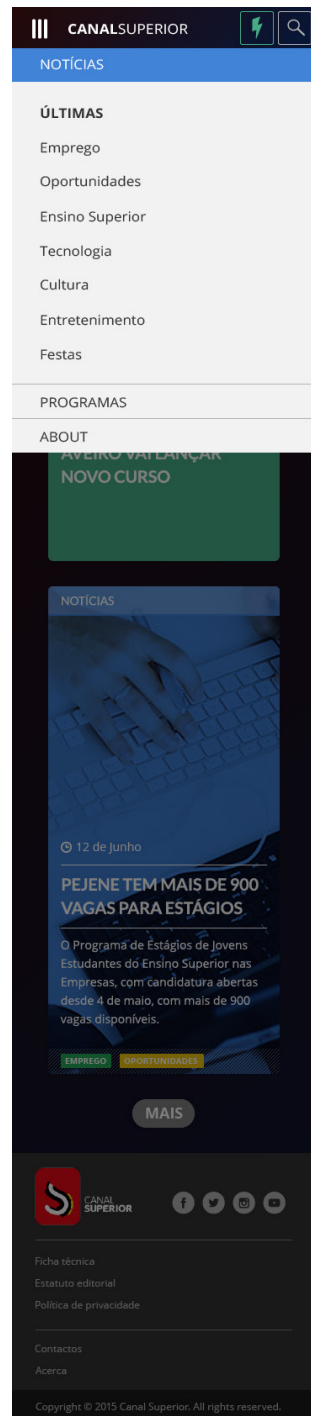 CANALSUPERIOR
NOTÍCIAS
ÚLTIMAS
Emprego
Oportunidades
Ensino Superior
Tecnologia
Cultura
Entretenimento
Festas
PROGRAMAS
ABOUT
AVEIRO VAI LANÇAR
NOVO CURSO
NOTÍCIAS
12 de Junho
PEJENE TEM MAIS DE 900
VAGAS PARA ESTÁGIOS
O Programa de Estágios de Jovens
Estudantes do Ensino Superior nas
Empresas, com candidatura abertas
desde 4 de maio, com mais de 900
vagas disponíveis.
EMPREGO OPORTUNIDADES
MAIS
CANAL
SUPERIOR
Ficha técnica
Estatuto editorial
Política de privacidade
Contactos
Acerca
Copyright © 2015 Canal Superior. All rights reserved.